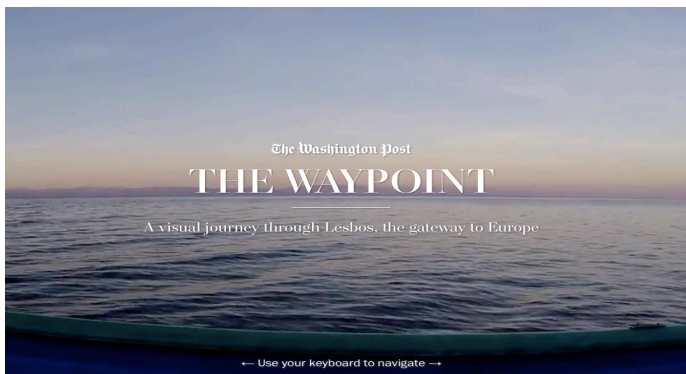 The Washington Post
THE WAYPOINT
A visual journey through Lesbos, the gateway to Europe
← Use your keyboard to navigate →